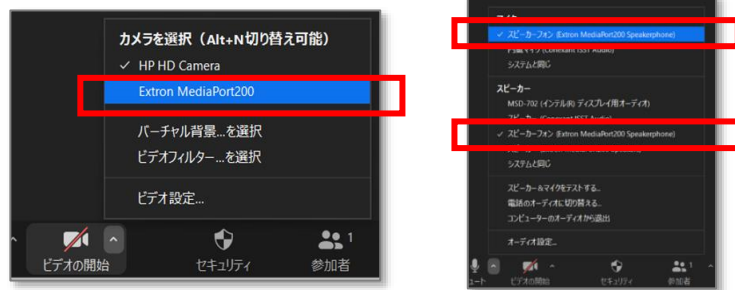 カメラを選択（Alt+N切り替え可能）
✓ HP HD Camera
Extron MediaPort200
バーチャル背景...を選択
ビデオフィルター...を選択
ビデオ設定...
ビデオの開始
セキュリティ
参加者
1
✓ スピーカーフォン (Extron MediaPort200 Speakerphone)
システムと同じ
スピーカー
MSD-702 (インテル(R) ディスプレイ用オーディオ)
✓ スピーカーフォン (Extron MediaPort200 Speakerphone)
システムと同じ
スピーカー&マイクをテストする...
電話のオーディオに切り替える...
コンピューターのオーディオから退出
オーディオ設定...
ビデオの開始
セキュリティ
参加者
1